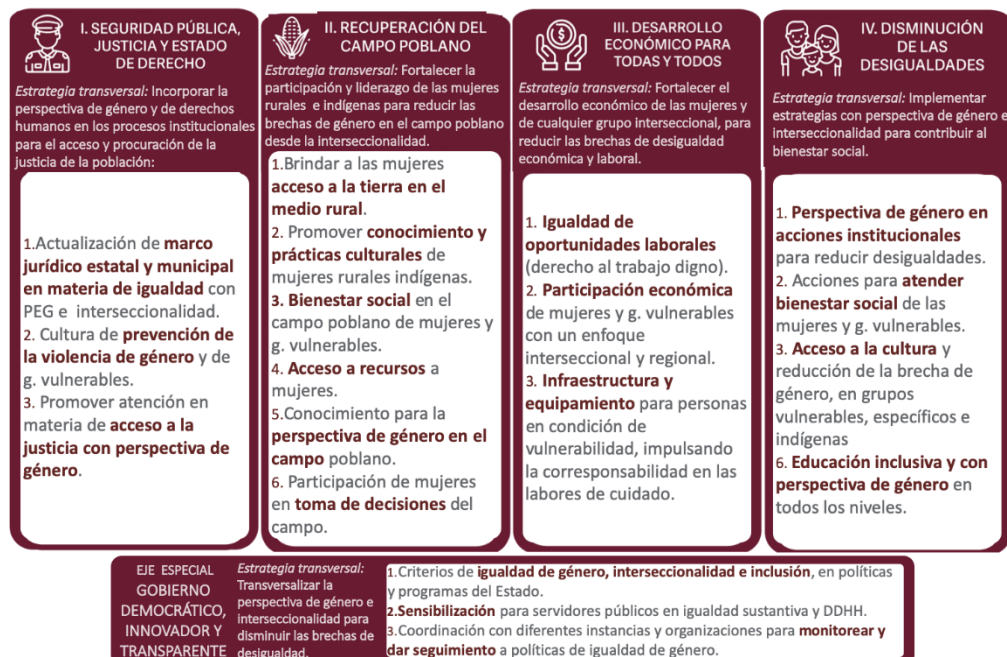 I. SEGURIDAD PÚBLICA,
JUSTICIA Y ESTADO
DE DERECHO
Estrategia transversal: Incorporar la
perspectiva de género y de derechos
humanos en los procesos institucionales
para el acceso y procuración de la
justicia de la población:
1.Actualización de marco
jurídico estatal y municipal
en materia de igualdad con
PEG e interseccionalidad.
2. Cultura de prevención de
la violencia de género y de
g. vulnerables.
3. Promover atención en
materia de acceso a la
justicia con perspectiva de
género.
II. RECUPERACIÓN DEL
CAMPO POBLANO
Estrategia transversal: Fortalecer la
participación y liderazgo de las mujeres
rurales e indígenas para reducir las
brechas de género en el campo poblano
desde la interseccionalidad.
1.Brindar a las mujeres
acceso a la tierra en el
medio rural.
2. Promover conocimiento y
prácticas culturales de
mujeres rurales indígenas.
3. Bienestar social en el
campo poblano de mujeres y
g. vulnerables.
4. Acceso a recursos a
mujeres.
5.Conocimiento para la
perspectiva de género en el
campo poblano.
6. Participación de mujeres
en toma de decisiones del
campo.
III. DESARROLLO
ECONÓMICO PARA
TODAS Y TODOS
Estrategia transversal: Fortalecer el
desarrollo económico de las mujeres y
de cualquier grupo interseccional, para
reducir las brechas de desigualdad
económica y laboral.
1. Igualdad de
oportunidades laborales
(derecho al trabajo digno).
2. Participación económica
de mujeres y g. vulnerables
con un enfoque
interseccional y regional.
3. Infraestructura y
equipamiento para personas
en condición de
vulnerabilidad, impulsando
la corresponsabilidad en las
labores de cuidado.
IV. DISMINUCIÓN
DE LAS
DESIGUALDADES
Estrategia transversal: Implementar
estrategias con perspectiva de género e
interseccionalidad para contribuir al
bienestar social.
1. Perspectiva de género en
acciones institucionales
para reducir desigualdades.
2. Acciones para atender
bienestar social de las
mujeres y g. vulnerables.
3. Acceso a la cultura y
reducción de la brecha de
género, en grupos
vulnerables, específicos e
indígenas
6. Educación inclusiva y con
perspectiva de género en
todos los niveles.
EJE ESPECIAL
GOBIERNO
DEMOCRÁTICO,
INNOVADOR Y
TRANSPARENTE
Estrategia transversal:
Transversalizar la
perspectiva de género e
interseccionalidad para
disminuir las brechas de
desigualdad.
1.Criterios de igualdad de género, interseccionalidad e inclusión, en políticas
y programas del Estado.
2.Sensibilización para servidores públicos en igualdad sustantiva y DDHH.
3.Coordinación con diferentes instancias y organizaciones para monitorear y
dar seguimiento a políticas de igualdad de género.